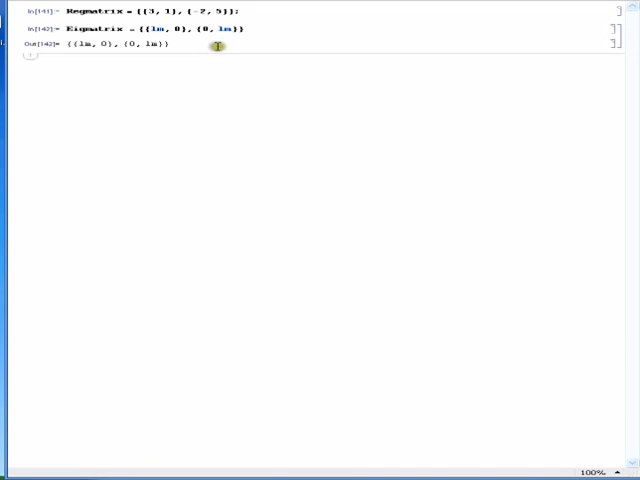 In[141]:= Regmatrix = {{3, 1}, {-2, 5}};
In[142]:= Eigmatrix = {{lm, 0}, {0, lm}}
Out[142]= {{lm, 0}, {0, lm}}
100%